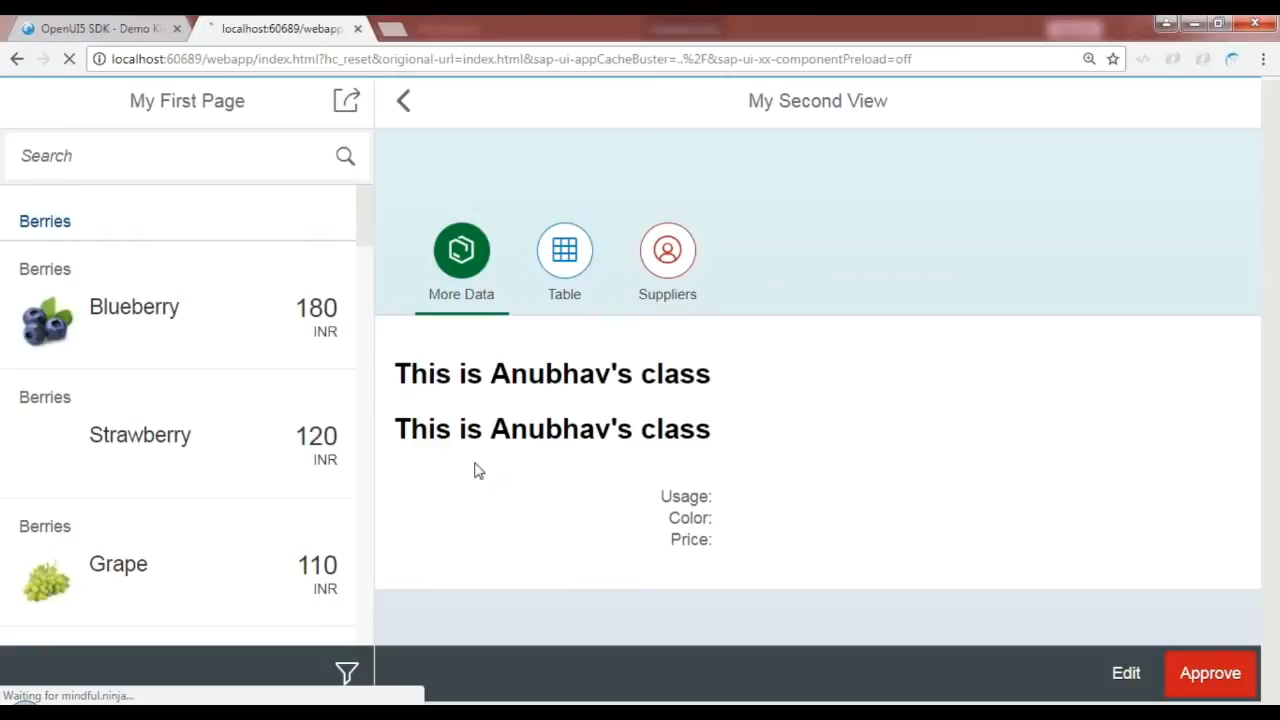 OpenUI5 SDK - Demo K
localhost:60689/webapp
localhost:60689/webapp/index.html?hc_reset&origional-url=index.html&sap-ui-appCacheBuster=..%2F&sap-ui-xx-componentPreload=off
My First Page
Search
Berries
Berries
Blueberry 180
INR
Berries
Strawberry 120
INR
Berries
Grape 110
INR
Waiting for mindful.ninja...
My Second View
More Data Table Suppliers
This is Anubhav's class
This is Anubhav's class
Usage:
Color:
Price:
Edit Approve